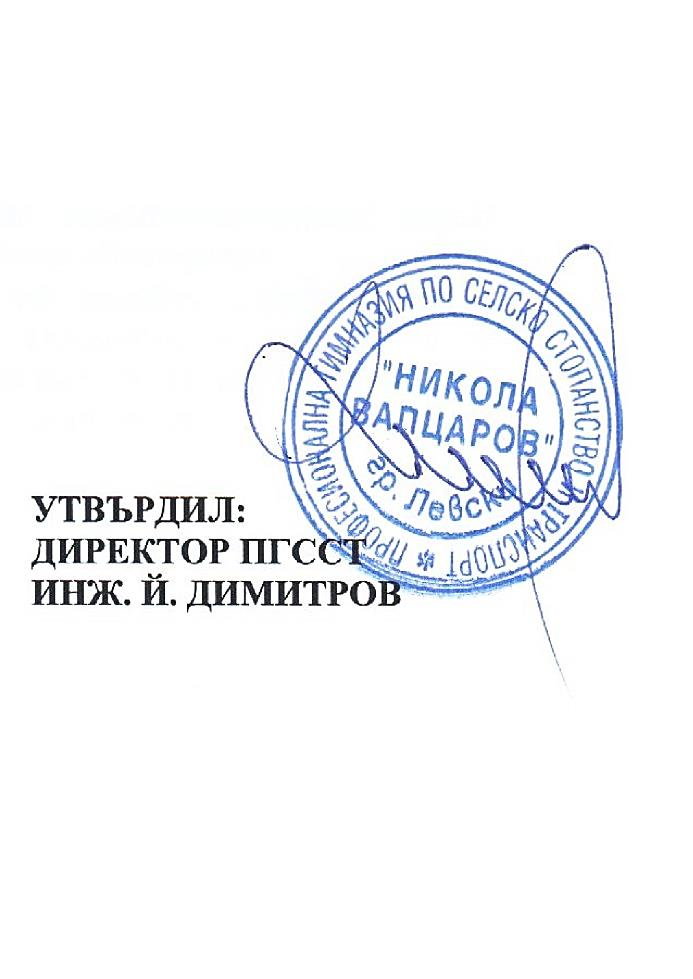 УТВЪРДИЛ:
ДИРЕКТОР ПГССТ
ИНЖ. Й. ДИМИТРОВ
ПРОФЕСИОНАЛНА ГИМНАЗИЯ ПО СЕЛСКО СТОПАНСТВО И ТРАНСПОРТ *
"НИКОЛА
ВАПЦАРОВ"
гр. Левски